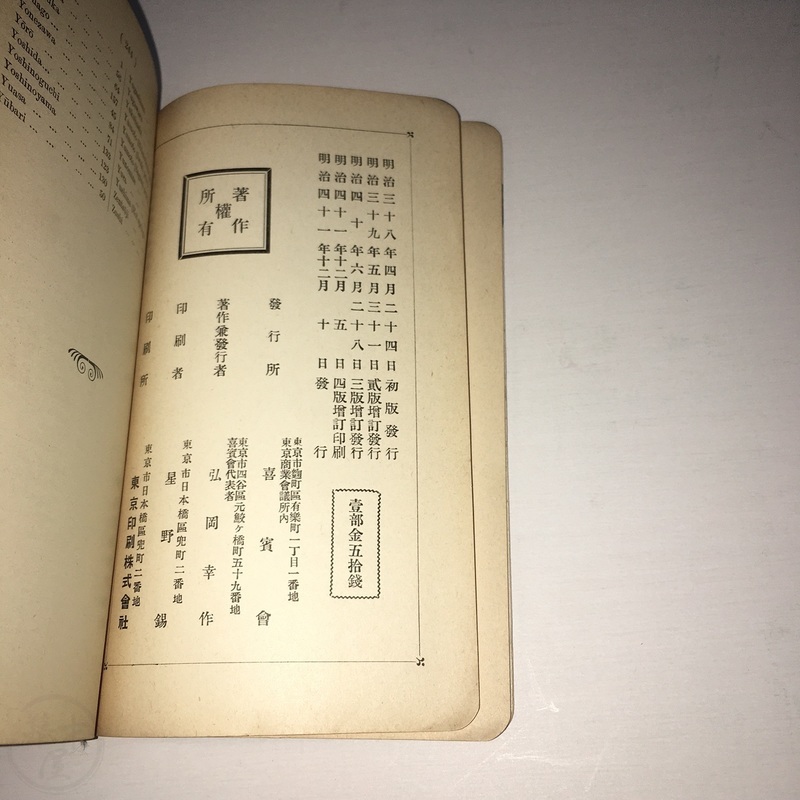 Yonezawa ... ...
Yōrō ... ... ...
Yoshida ... ...
Yoshinoguchi
Yoshinoyama ...
Yuasa ... ... ...
Yūbari ... ... ...
明治三十八年四月二十四日初版發行
明治三十九年五月三十一日貳版增訂發行
明治四十年六月二十八日三版增訂發行
明治四十一年十二月五日四版增訂印刷
明治四十一年十二月十日發行
壹部金五拾錢
著作
權
所有
發行所
東京市麹町區有樂町一丁目一番地
東京商業會議所內
喜賓會
著作兼發行者
東京市四谷區元鮫ヶ橋町五十九番地
喜賓會代表者
弘岡幸作
印刷者
東京市日本橋區兜町二番地
星野錫
印刷所
東京市日本橋區兜町二番地
東京印刷株式會社